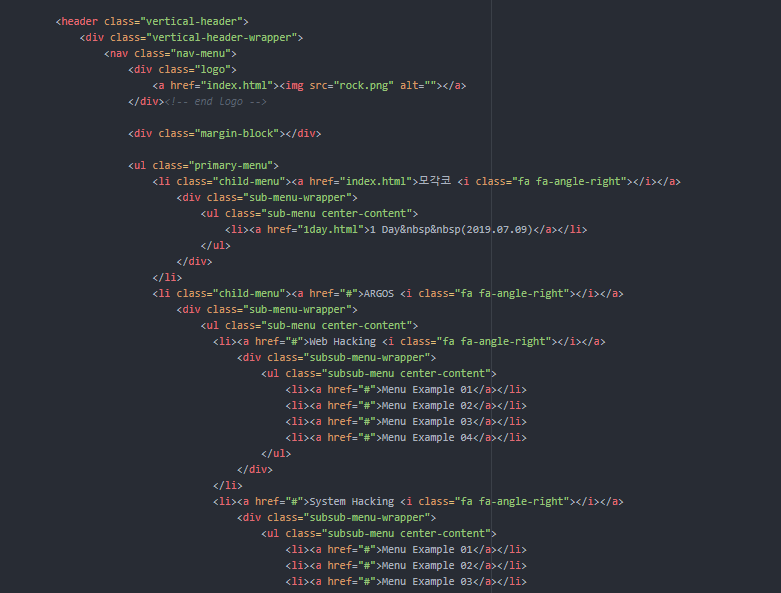 <header class="vertical-header">
<div class="vertical-header-wrapper">
<nav class="nav-menu">
<div class="logo">
<a href="index.html"><img src="rock.png" alt=""></a>
</div><!-- end logo -->
<div class="margin-block"></div>
<ul class="primary-menu">
<li class="child-menu"><a href="index.html">모각코 <i class="fa fa-angle-right"></i></a>
<div class="sub-menu-wrapper">
<ul class="sub-menu center-content">
<li><a href="1day.html">1 Day&nbsp&nbsp(2019.07.09)</a></li>
</ul>
</div>
</li>
<li class="child-menu"><a href="#">ARGOS <i class="fa fa-angle-right"></i></a>
<div class="sub-menu-wrapper">
<ul class="sub-menu center-content">
<li><a href="#">Web Hacking <i class="fa fa-angle-right"></i></a>
<div class="subsub-menu-wrapper">
<ul class="subsub-menu center-content">
<li><a href="#">Menu Example 01</a></li>
<li><a href="#">Menu Example 02</a></li>
<li><a href="#">Menu Example 03</a></li>
<li><a href="#">Menu Example 04</a></li>
</ul>
</div>
</li>
<li><a href="#">System Hacking <i class="fa fa-angle-right"></i></a>
<div class="subsub-menu-wrapper">
<ul class="subsub-menu center-content">
<li><a href="#">Menu Example 01</a></li>
<li><a href="#">Menu Example 02</a></li>
<li><a href="#">Menu Example 03</a></li>